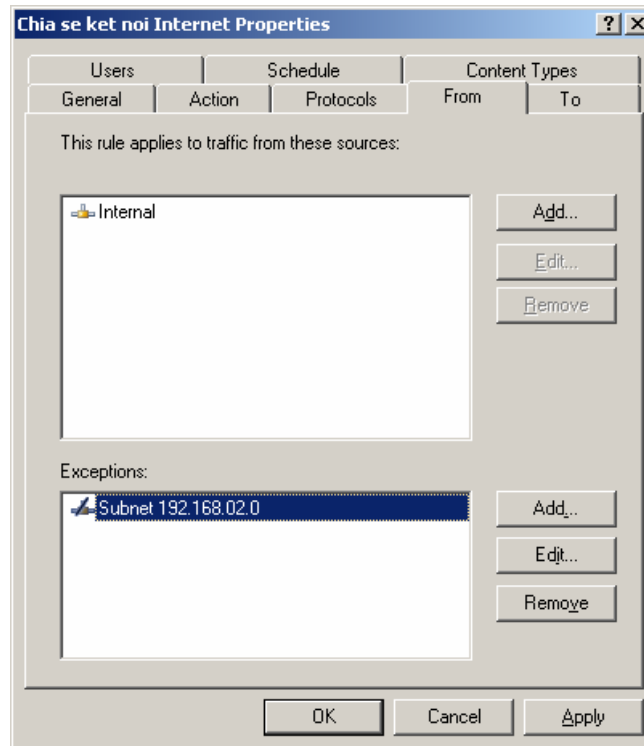 Chia se ket noi Internet Properties
Users Schedule Content Types
General Action Protocols From To
This rule applies to traffic from these sources:
Internal
Add...
Edit...
Remove
Exceptions:
Subnet 192.168.02.0
Add...
Edit...
Remove
OK Cancel Apply